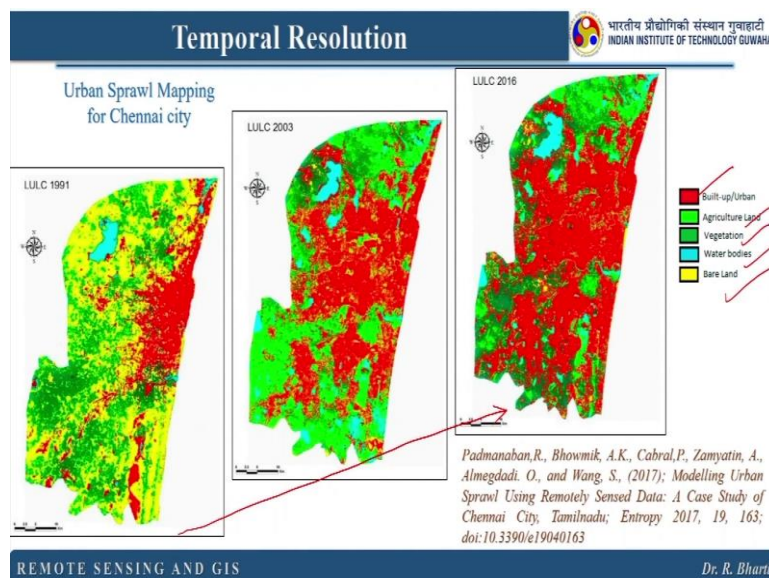 Temporal Resolution
भारतीय प्रौद्योगिकी संस्थान गुवाहाटी
INDIAN INSTITUTE OF TECHNOLOGY GUWAHA
Urban Sprawl Mapping
for Chennai city
LULC 1991
LULC 2003
LULC 2016
Built-up/Urban
Agriculture Land
Vegetation
Water bodies
Bare Land
Padmanaban,R., Bhowmik, A.K., Cabral,P., Zamyatin, A.,
Almegdadi. O., and Wang, S., (2017); Modelling Urban
Sprawl Using Remotely Sensed Data: A Case Study of
Chennai City, Tamilnadu; Entropy 2017, 19, 163;
doi:10.3390/e19040163
REMOTE SENSING AND GIS
Dr. R. Bharti